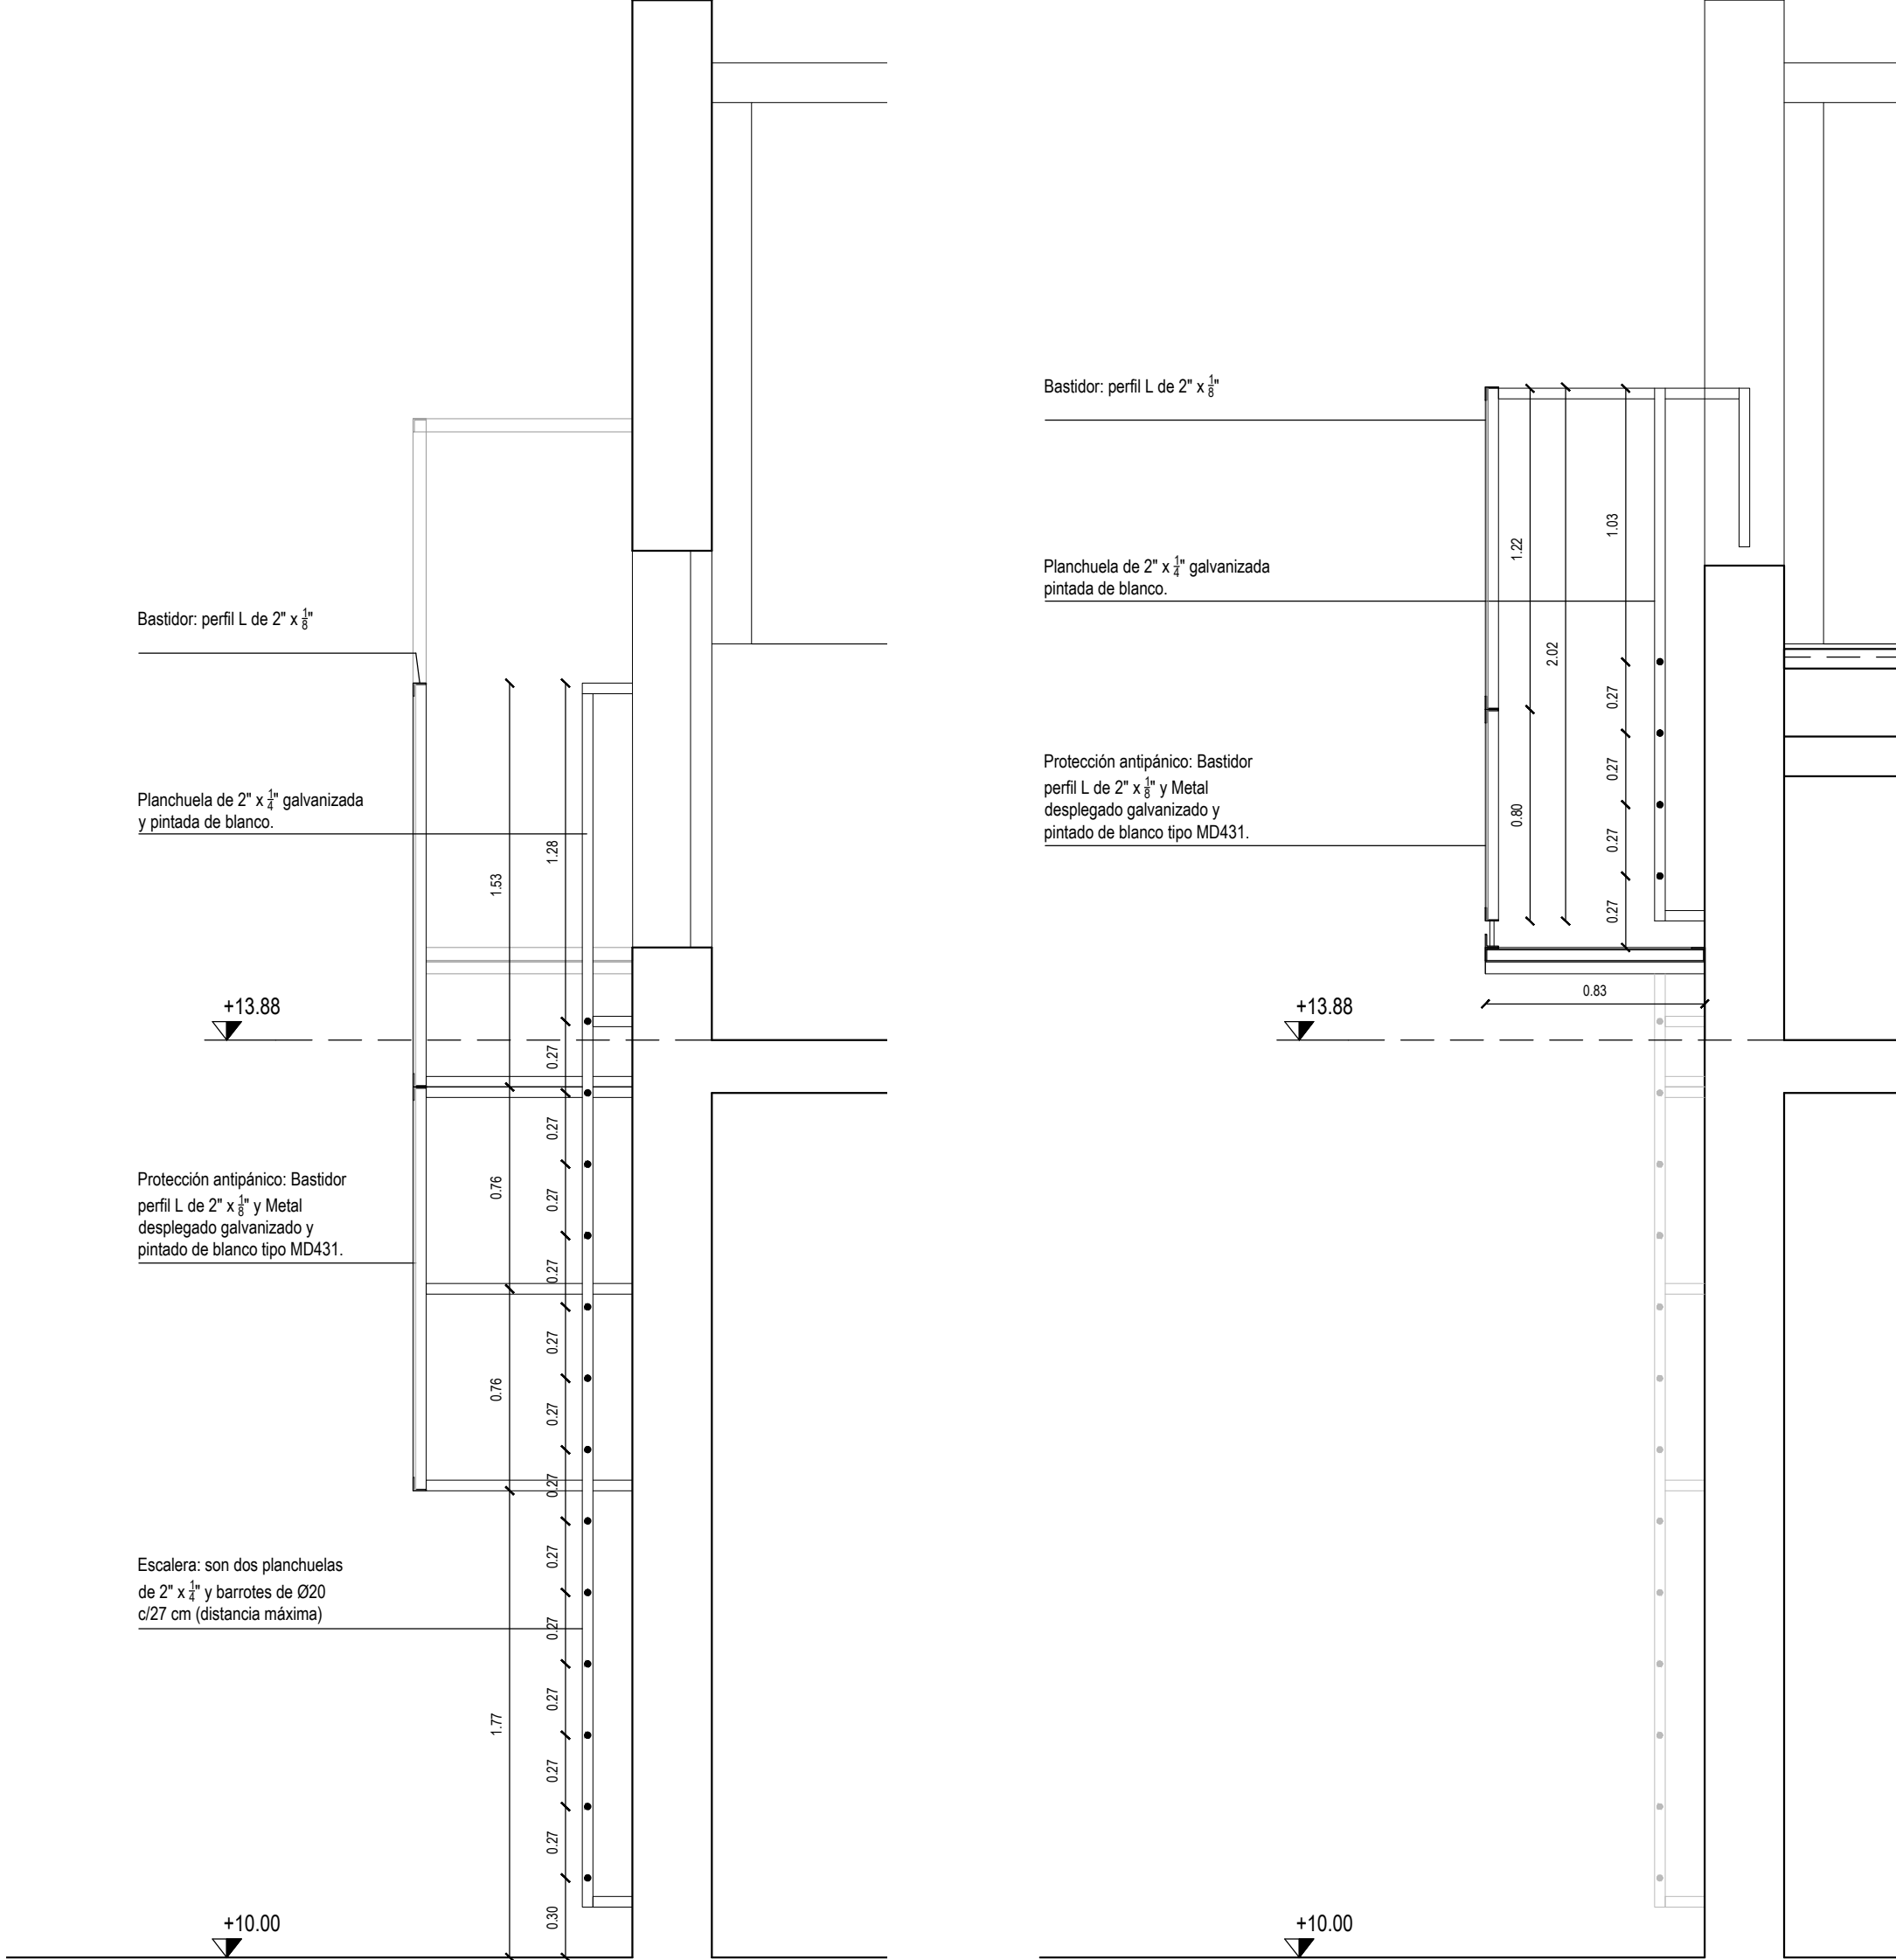 Bastidor: perfil L de 2" x 1/8"
Planchuela de 2" x 1/4" galvanizada
y pintada de blanco.
1.28
1.53
+13.88
0.27
0.27
Protección antipánico: Bastidor
perfil L de 2" x 1/8" y Metal
desplegado galvanizado y
pintado de blanco tipo MD431.
0.76
0.27
0.27
0.27
0.76
0.27
0.27
Escalera: son dos planchuelas
de 2" x 1/4" y barrotes de Ø20
c/27 cm (distancia máxima)
0.27
0.27
0.27
1.77
0.27
0.27
0.30
+10.00
Bastidor: perfil L de 2" x 1/8"
1.03
1.22
Planchuela de 2" x 1/4" galvanizada
pintada de blanco.
2.02
0.27
Protección antipánico: Bastidor
perfil L de 2" x 1/8" y Metal
desplegado galvanizado y
pintado de blanco tipo MD431.
0.27
0.80
0.27
0.27
0.83
+13.88
+10.00